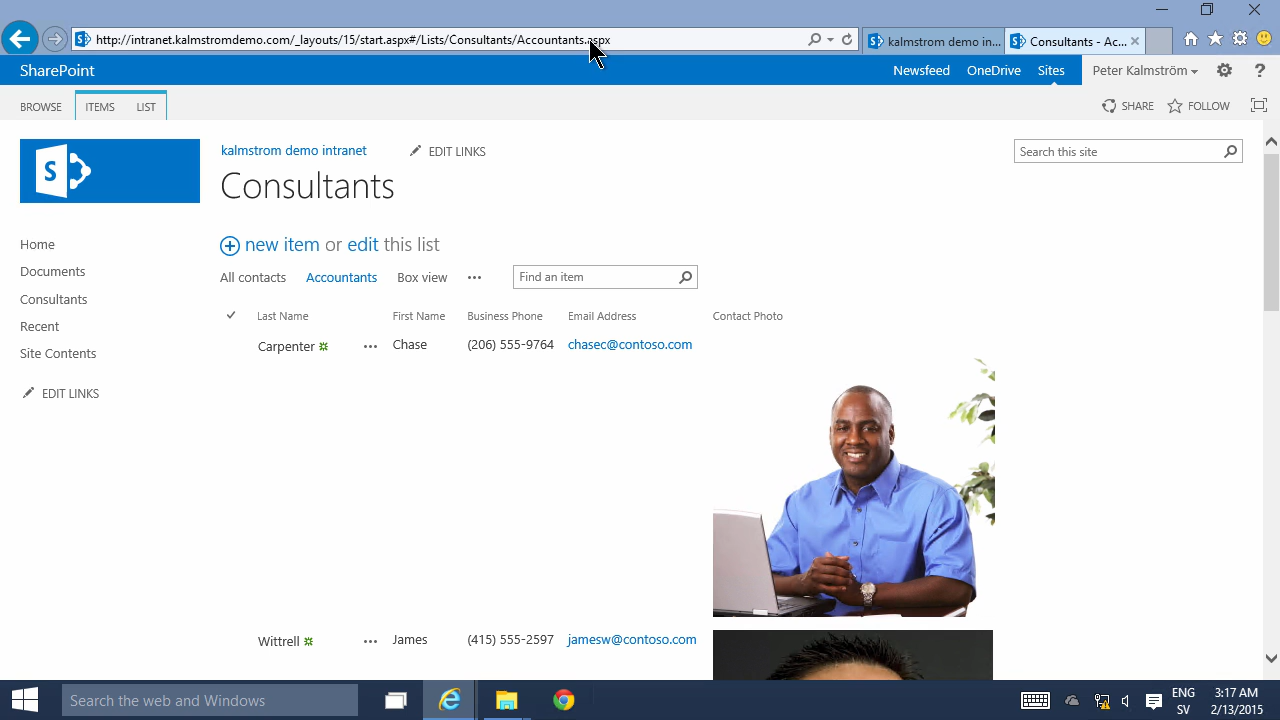 http://intranet.kalmstromdemo.com/_layouts/15/start.aspx#/Lists/Consultants/Accountants.aspx
kalmstrom demo in...
Consultants - Ac...
SharePoint
Newsfeed OneDrive Sites
Peter Kalmström
?
BROWSE ITEMS LIST
SHARE FOLLOW
S
kalmstrom demo intranet
EDIT LINKS
Search this site
Consultants
Home
Documents
Consultants
Recent
Site Contents
EDIT LINKS
new item or edit this list
All contacts Accountants Box view ...
Find an item
Last Name First Name Business Phone Email Address Contact Photo
Carpenter ... Chase (206) 555-9764 chasec@contoso.com
Wittrell ... James (415) 555-2597 jamesw@contoso.com
Search the web and Windows
ENG
SV
3:17 AM
2/13/2015